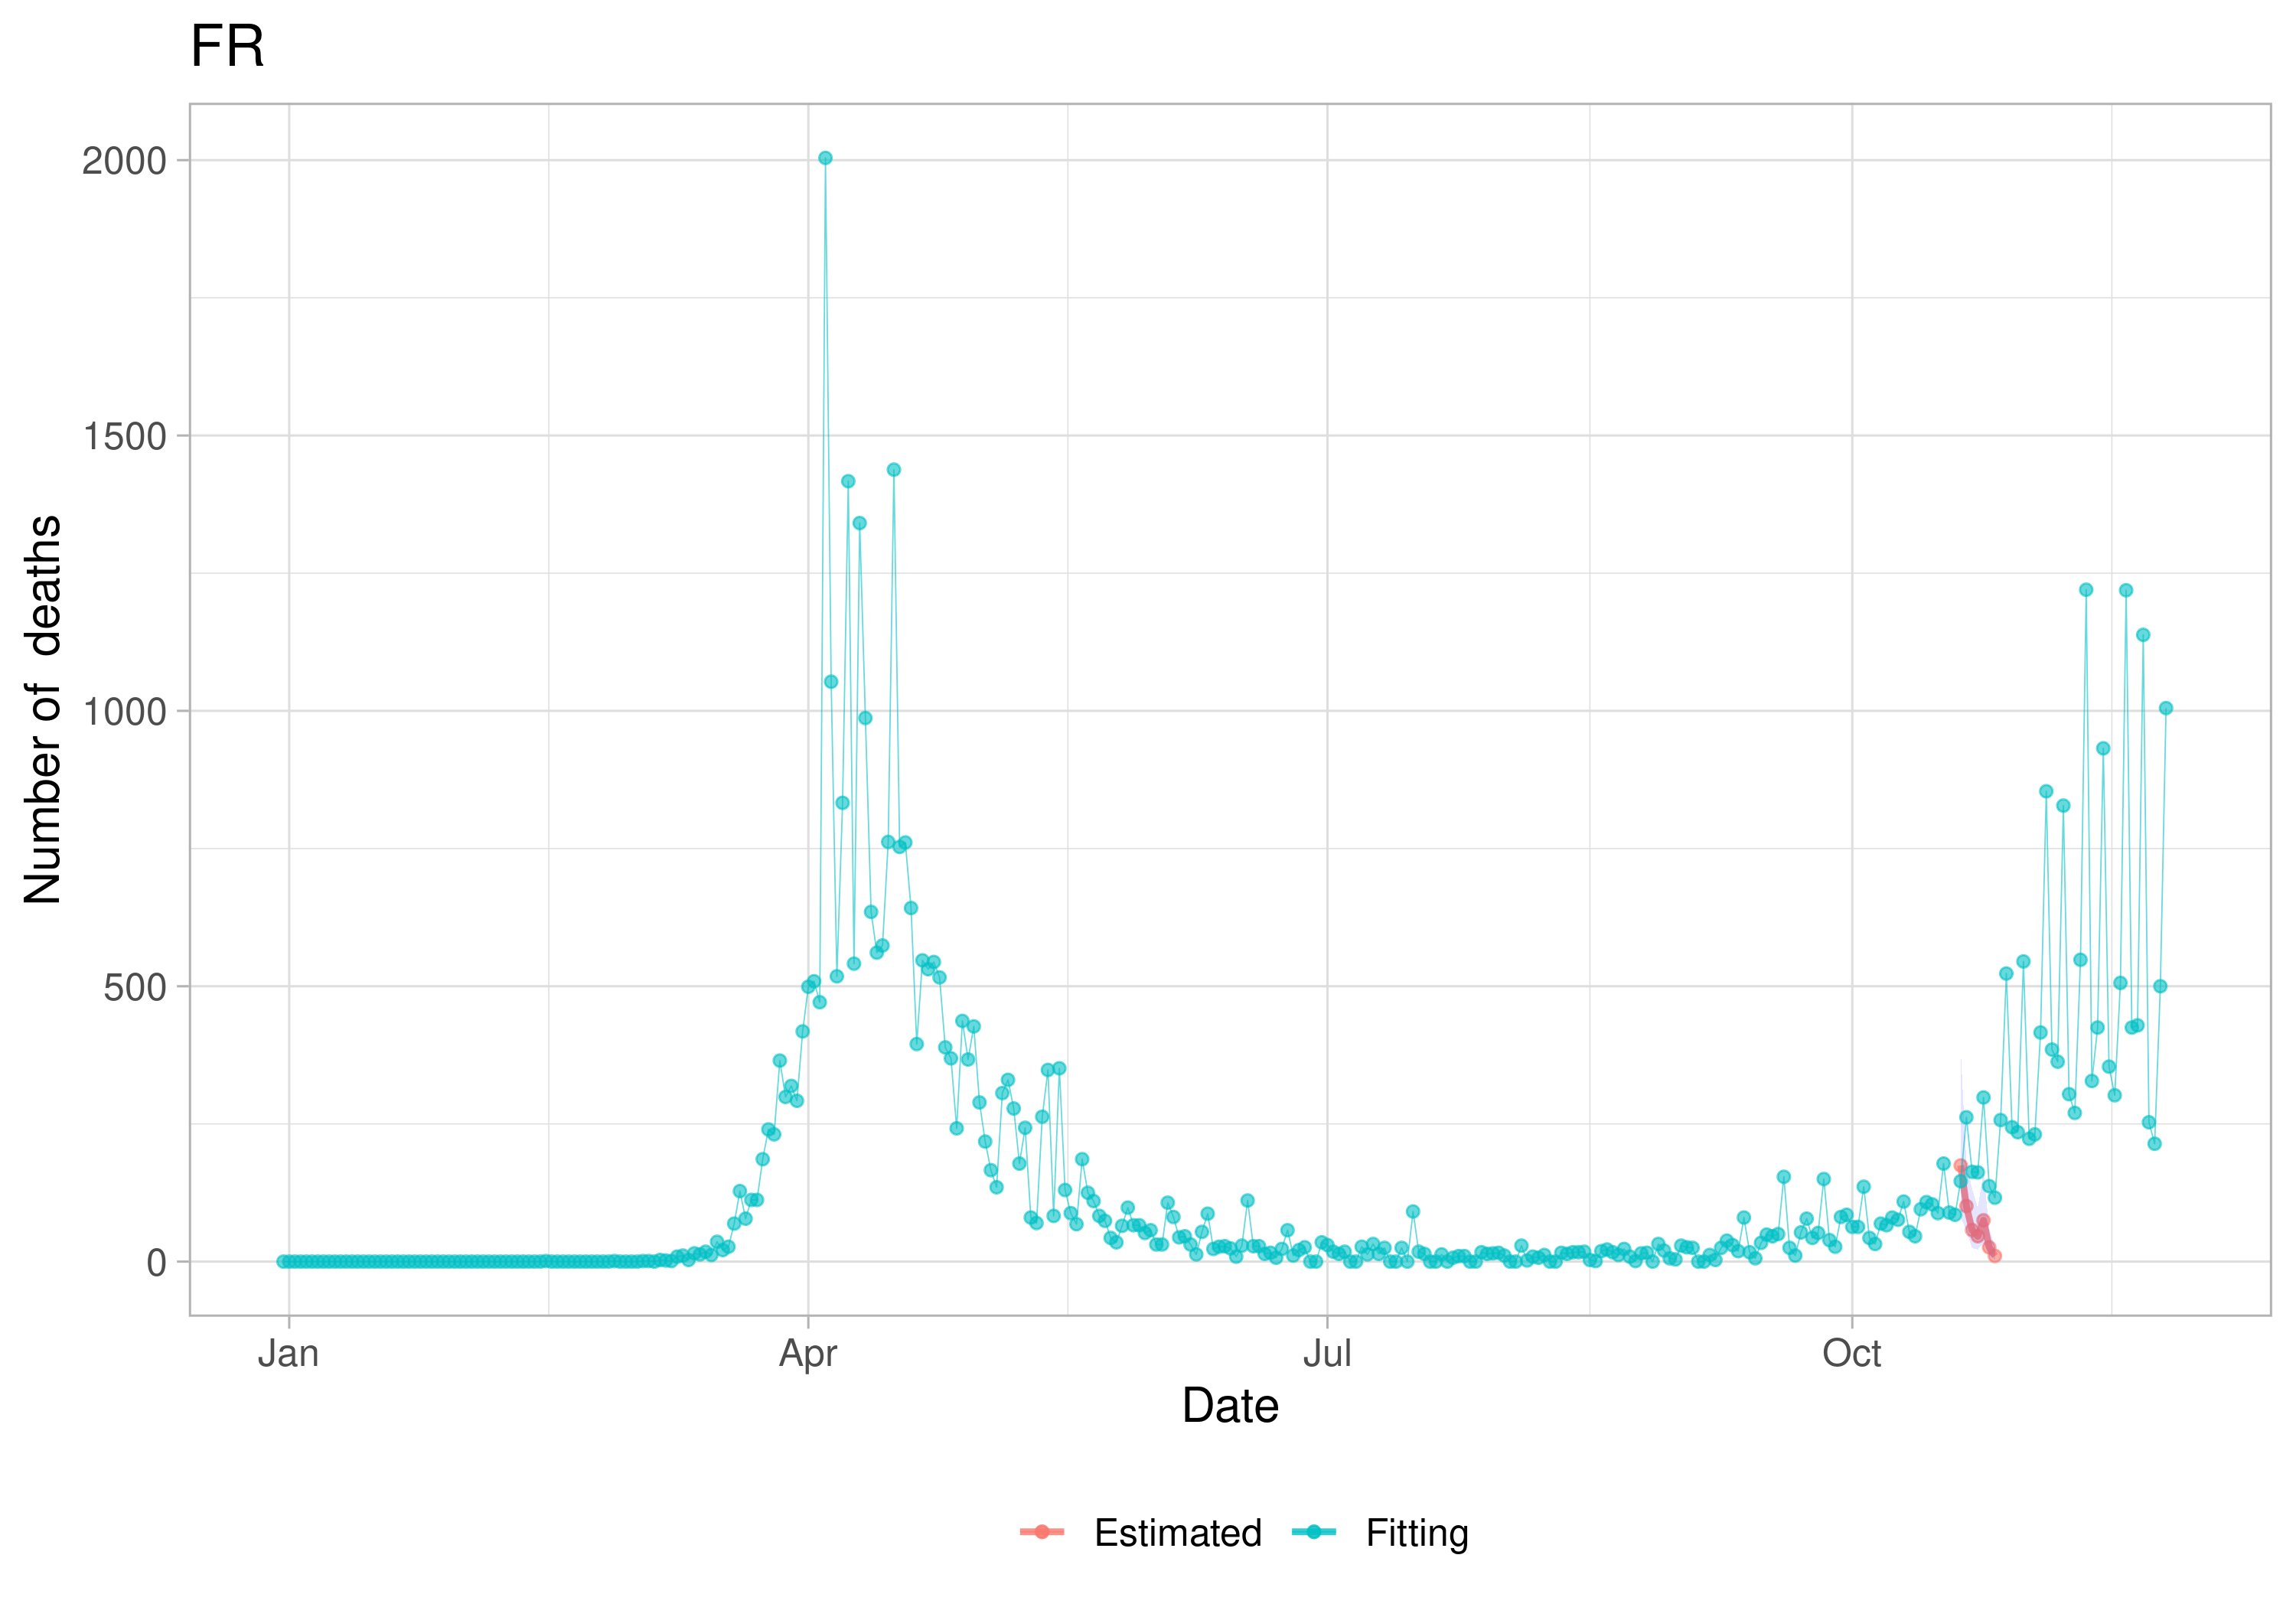 FR
2000
1500
1000
500
0
Number of deaths
Jan Apr Jul Oct
Date
Estimated Fitting